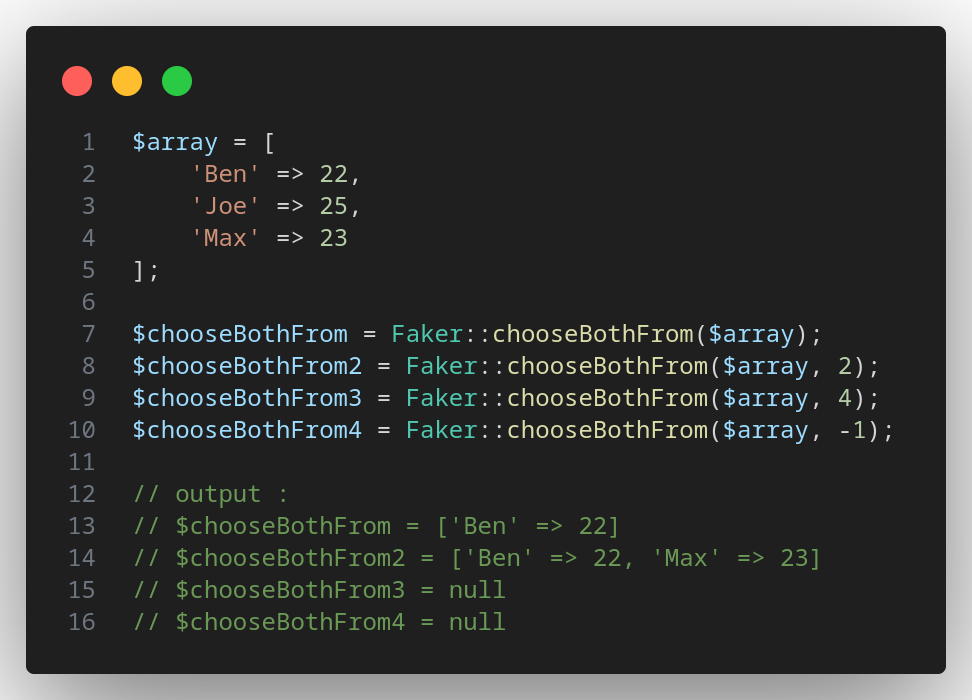 1 $array = [
2     'Ben' => 22,
3     'Joe' => 25,
4     'Max' => 23
5 ];
6
7 $chooseBothFrom = Faker::chooseBothFrom($array);
8 $chooseBothFrom2 = Faker::chooseBothFrom($array, 2);
9 $chooseBothFrom3 = Faker::chooseBothFrom($array, 4);
10 $chooseBothFrom4 = Faker::chooseBothFrom($array, -1);
11
12 // output :
13 // $chooseBothFrom = ['Ben' => 22]
14 // $chooseBothFrom2 = ['Ben' => 22, 'Max' => 23]
15 // $chooseBothFrom3 = null
16 // $chooseBothFrom4 = null